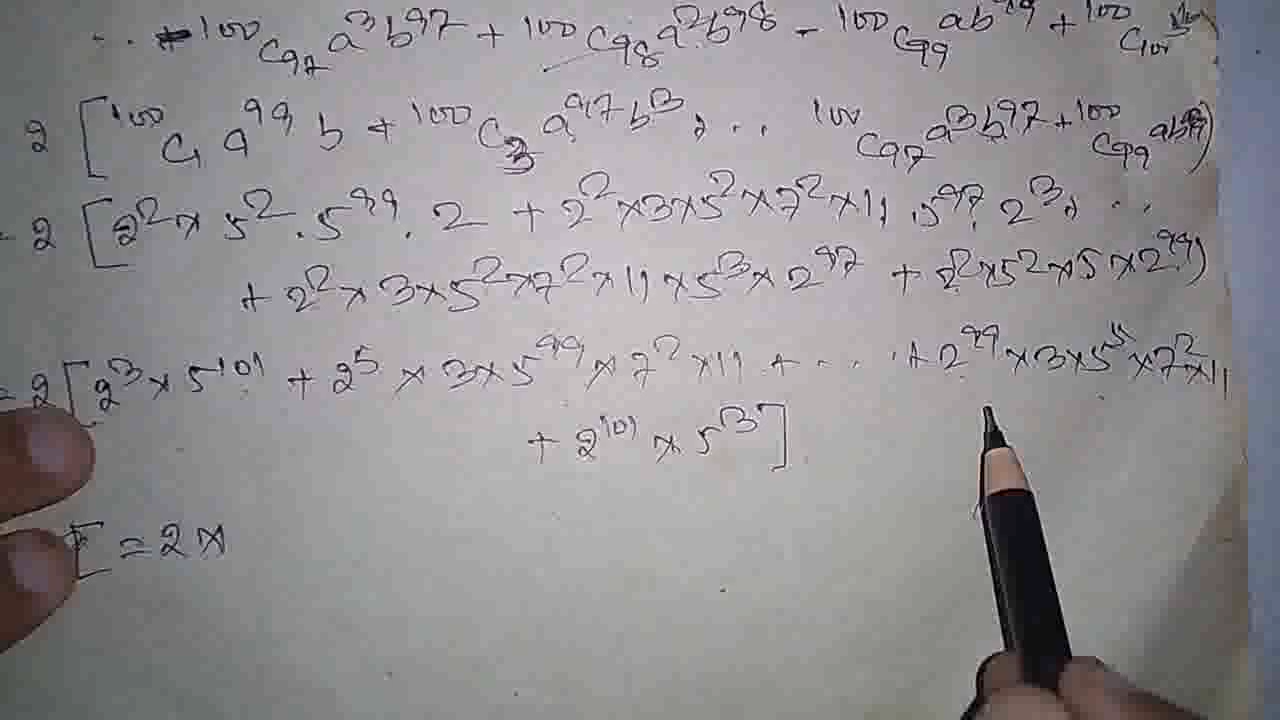 ... + ¹⁰⁰C₉₇ a³b⁹⁷ + ¹⁰⁰C₉₈ a²b⁹⁸ - ¹⁰⁰C₉₉ ab⁹⁹ + ¹⁰⁰C₁₀₀
2 [ ¹⁰⁰C₁ a⁹⁹ b + ¹⁰⁰C₃ a⁹⁷b³, ... ¹⁰⁰C₉₇ a³b⁹⁷ + ¹⁰⁰C₉₉ ab⁹⁹)
= 2 [ 2² × 5² . 5⁹⁹ . 2 + 2² × 3 × 5² × 7² × 11 . 5⁹⁷ . 2³, ...
+ 2² × 3 × 5² × 7² × 11 × 5³ × 2⁹⁷ + 2² × 5² × 5 × 2⁹⁹)
= 2 [ 2³ × 5¹⁰¹ + 2⁵ × 3 × 5⁹⁹ × 7² × 11 + ... + 2⁹⁹ × 3 × 5⁵ × 7² × 11
+ 2¹⁰¹ × 5³ ]
E = 2 ×